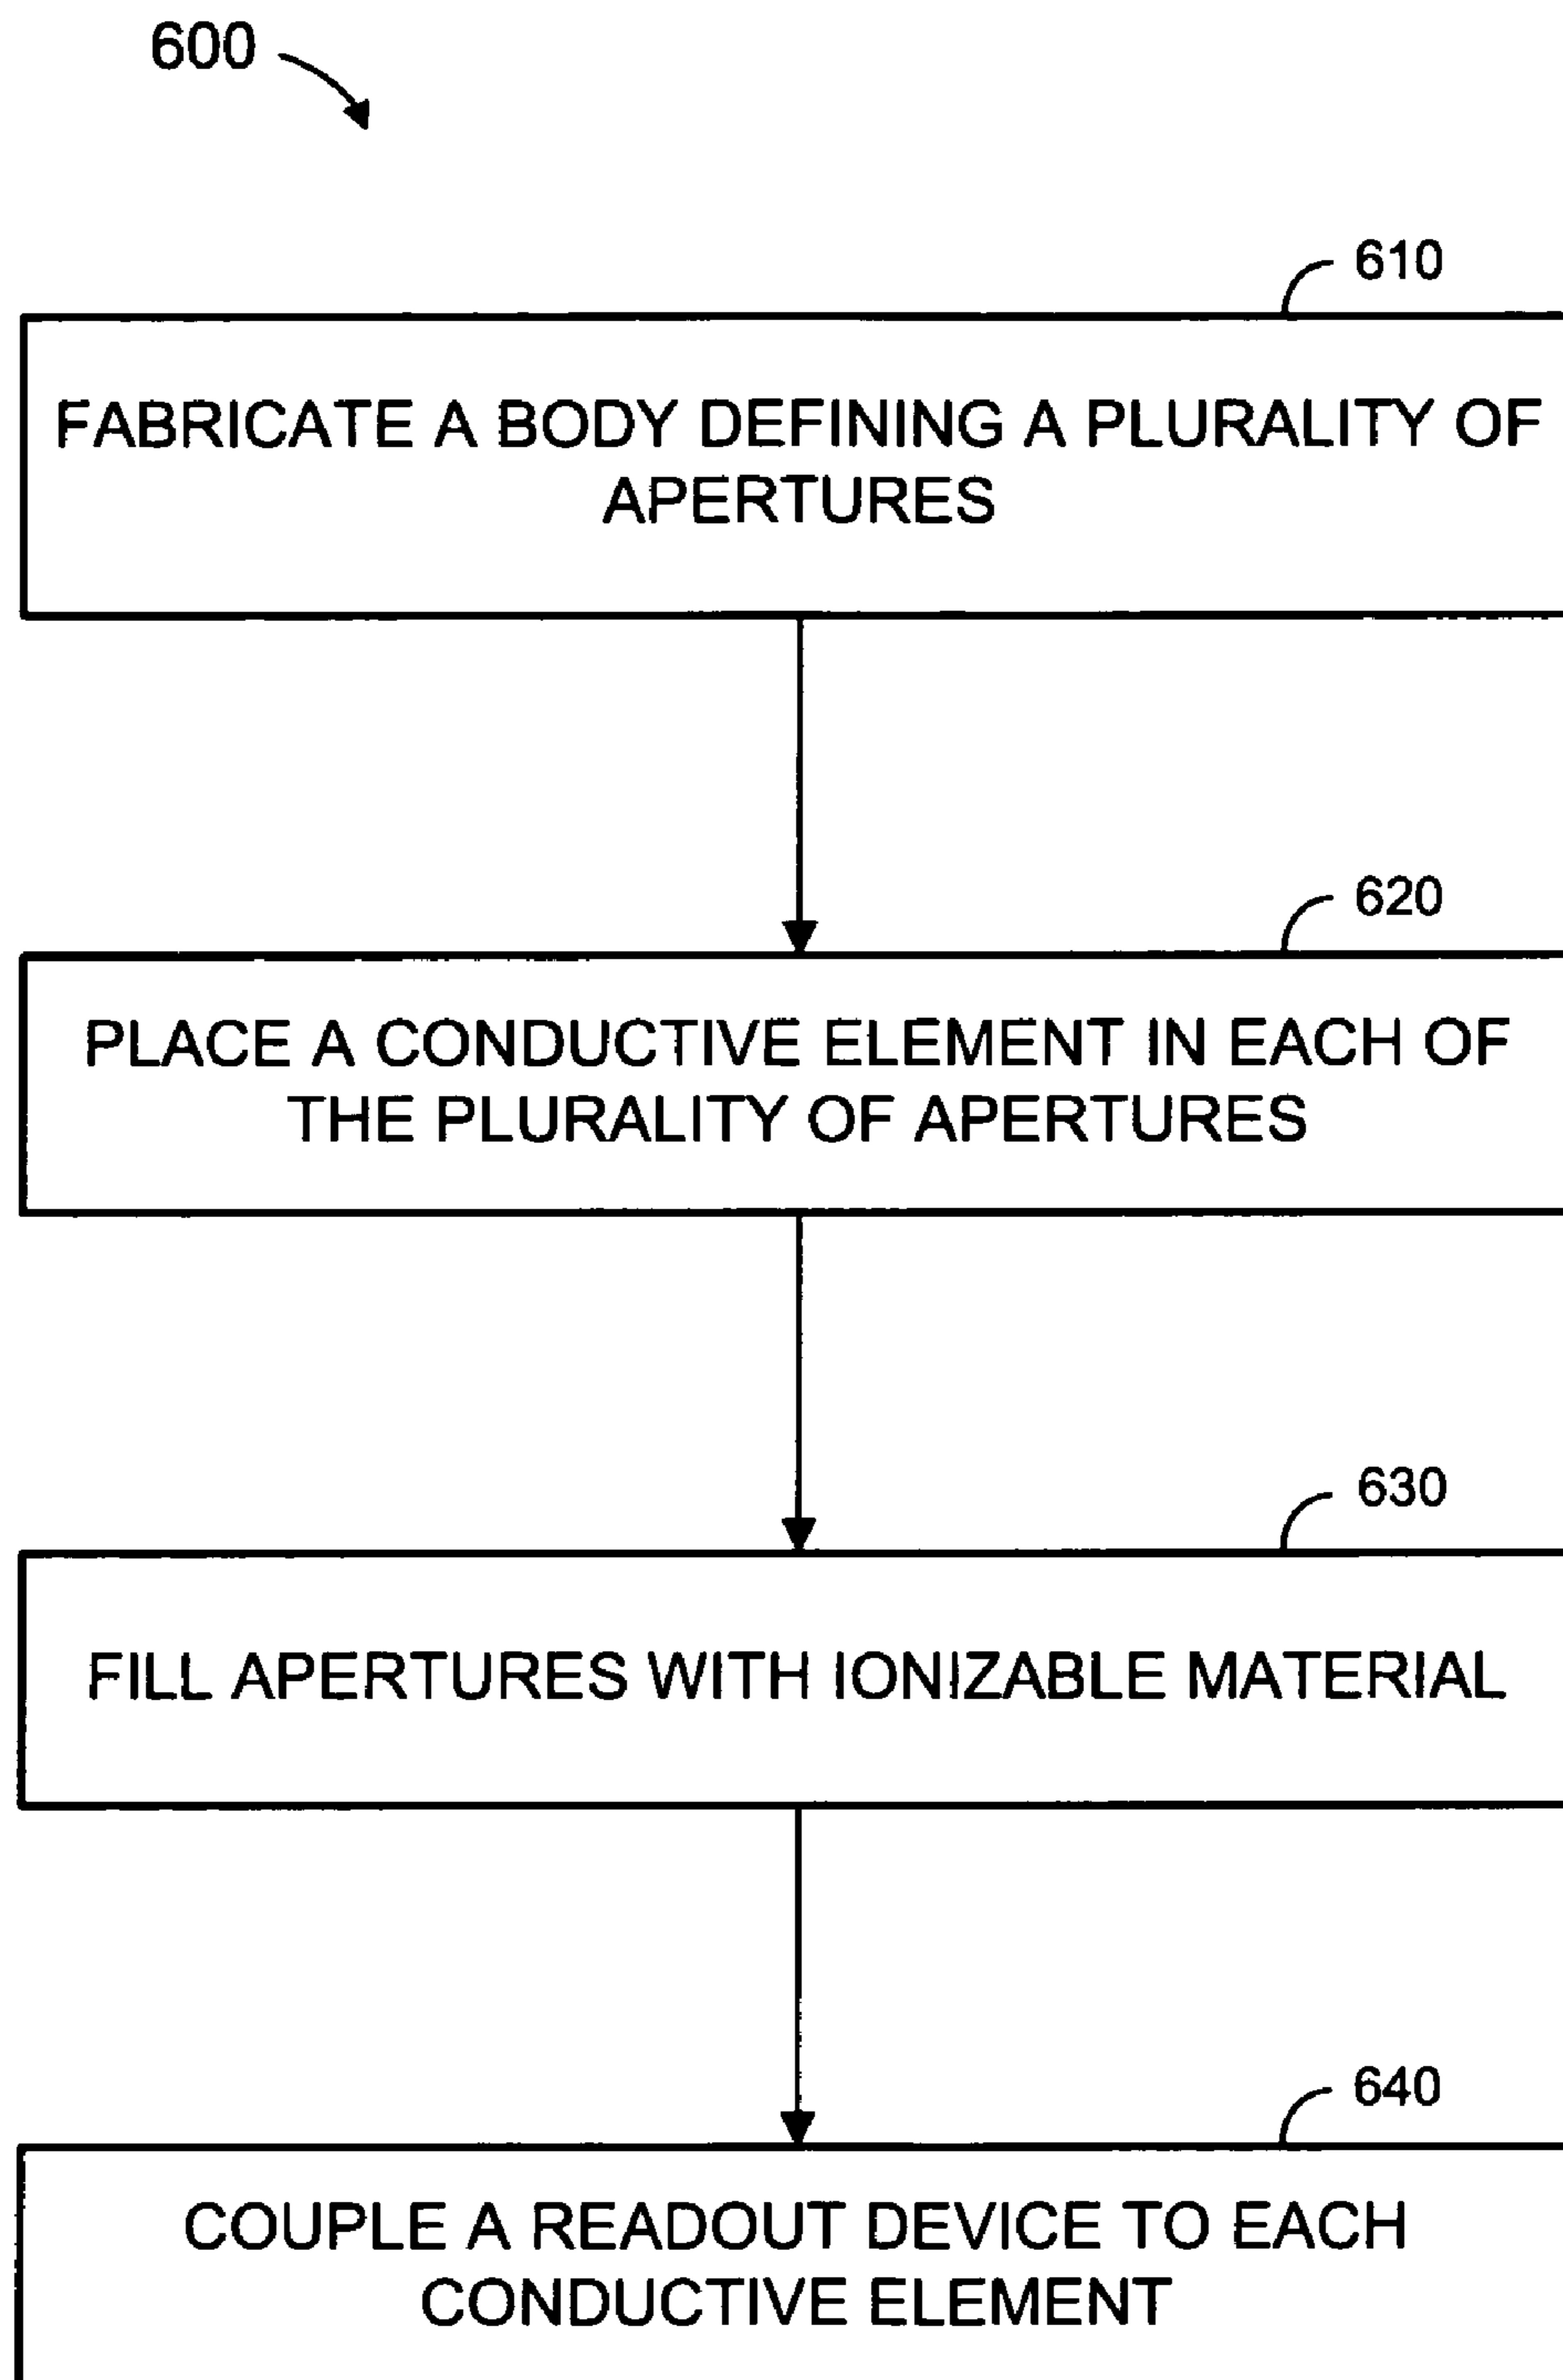 600
610
FABRICATE A BODY DEFINING A PLURALITY OF
APERTURES
620
PLACE A CONDUCTIVE ELEMENT IN EACH OF
THE PLURALITY OF APERTURES
630
FILL APERTURES WITH IONIZABLE MATERIAL
640
COUPLE A READOUT DEVICE TO EACH
CONDUCTIVE ELEMENT